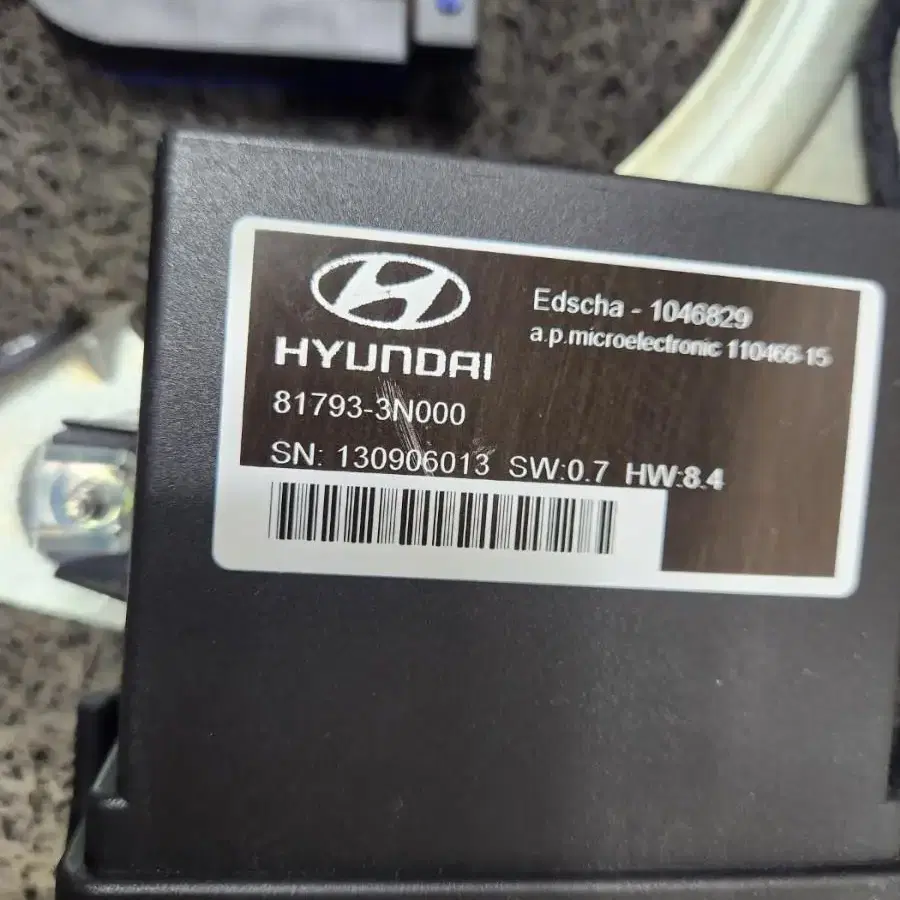 Edscha - 1046829
a.p.microelectronic 110466-15
HYUNDAI
81793-3N000
SN: 130906013 SW:0.7 HW:8.4